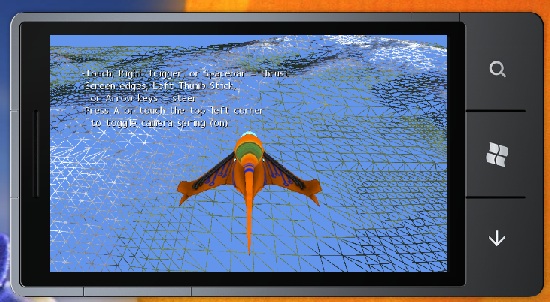 Touch, Right Trigger, or Spacebar = thrust
Screen edges, Left Thumb Stick,
or Arrow keys = steer
Press A or touch the top left corner
to toggle camera spring (on)